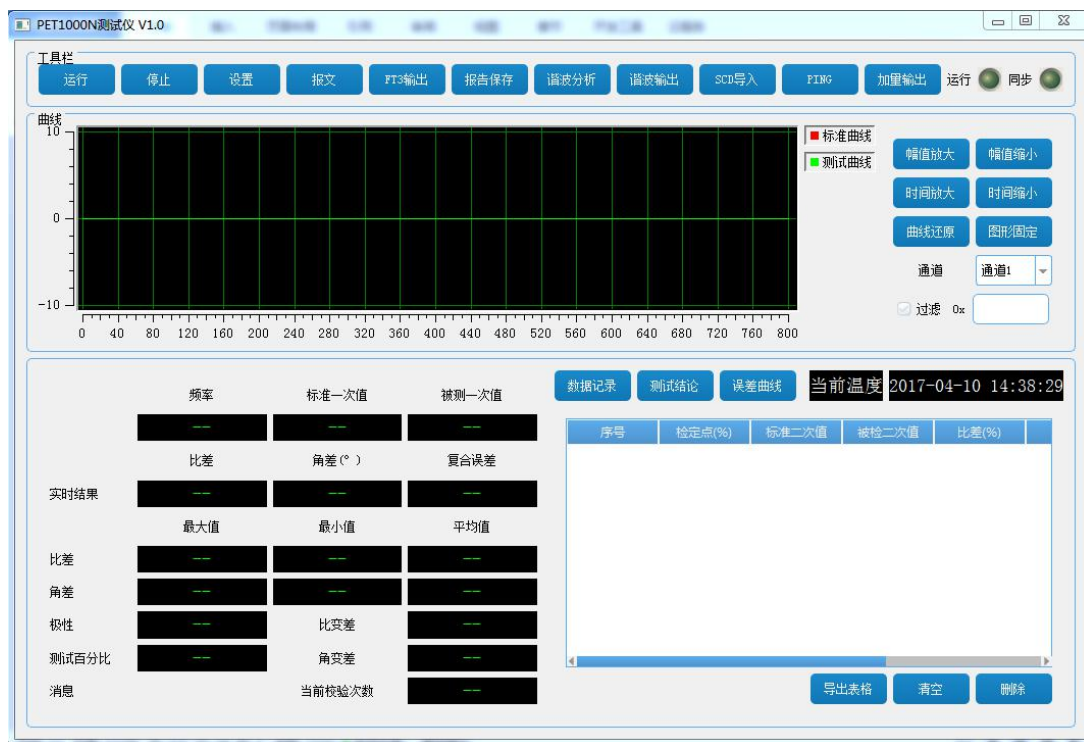 PET1000N测试仪 V1.0
工具栏
运行 停止 设置 报文 FT3输出 报告保存 谐波分析 谐波输出 SCD导入 PING 加量输出 运行 同步
曲线
10
0
-10
0 40 80 120 160 200 240 280 320 360 400 440 480 520 560 600 640 680 720 760 800
标准曲线
测试曲线
幅值放大 幅值缩小
时间放大 时间缩小
曲线还原 图形固定
通道 通道1
过滤 0x
频率 标准一次值 被测一次值
-- -- --
比差 角差(°) 复合误差
实时结果 -- -- --
最大值 最小值 平均值
比差 -- -- --
角差 -- -- --
极性 -- 比变差 --
测试百分比 -- 角变差 --
消息 当前校验次数 --
数据记录 测试结论 误差曲线 当前温度 2017-04-10 14:38:29
序号 检定点(%) 标准二次值 被检二次值 比差(%)
导出表格 清空 删除